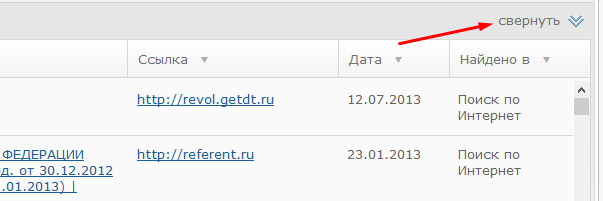 свернуть
Ссылка Дата Найдено в
http://revol.getdt.ru 12.07.2013 Поиск по
Интернет
ФЕДЕРАЦИИ http://referent.ru 23.01.2013 Поиск по
д. от 30.12.2012 Интернет
.01.2013) |